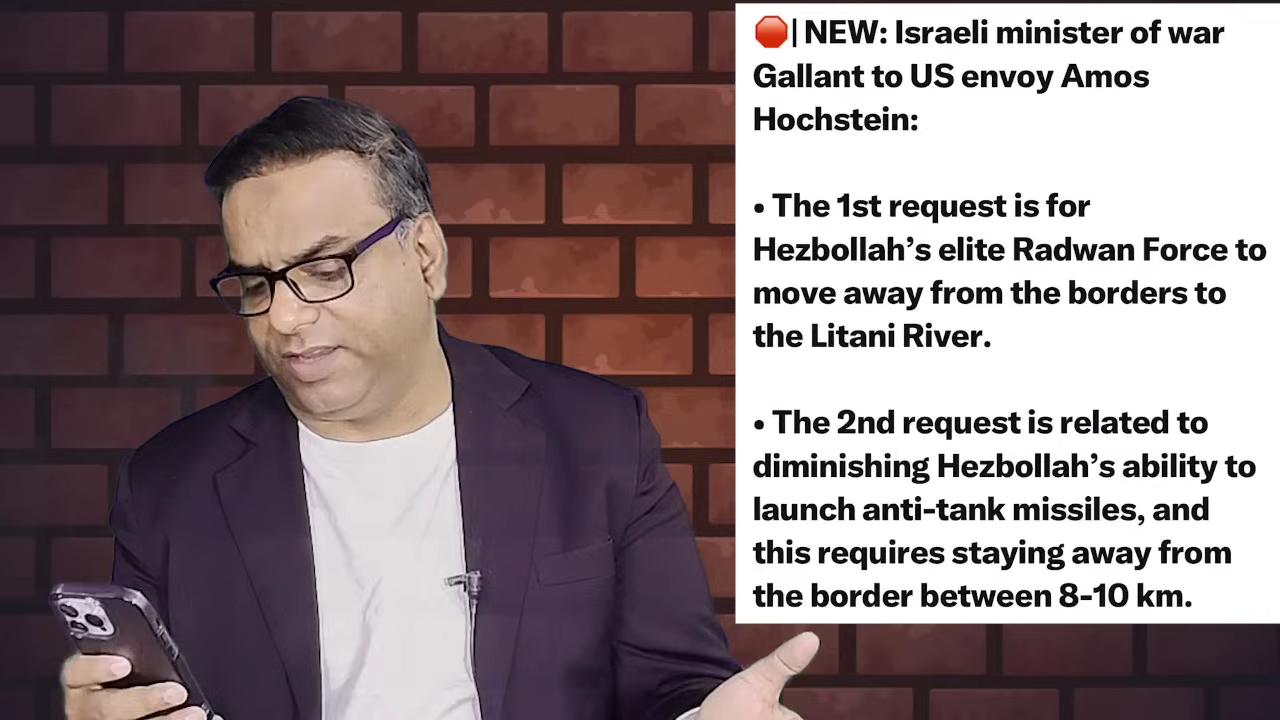 🛑| NEW: Israeli minister of war
Gallant to US envoy Amos
Hochstein:
• The 1st request is for
Hezbollah’s elite Radwan Force to
move away from the borders to
the Litani River.
• The 2nd request is related to
diminishing Hezbollah’s ability to
launch anti-tank missiles, and
this requires staying away from
the border between 8-10 km.